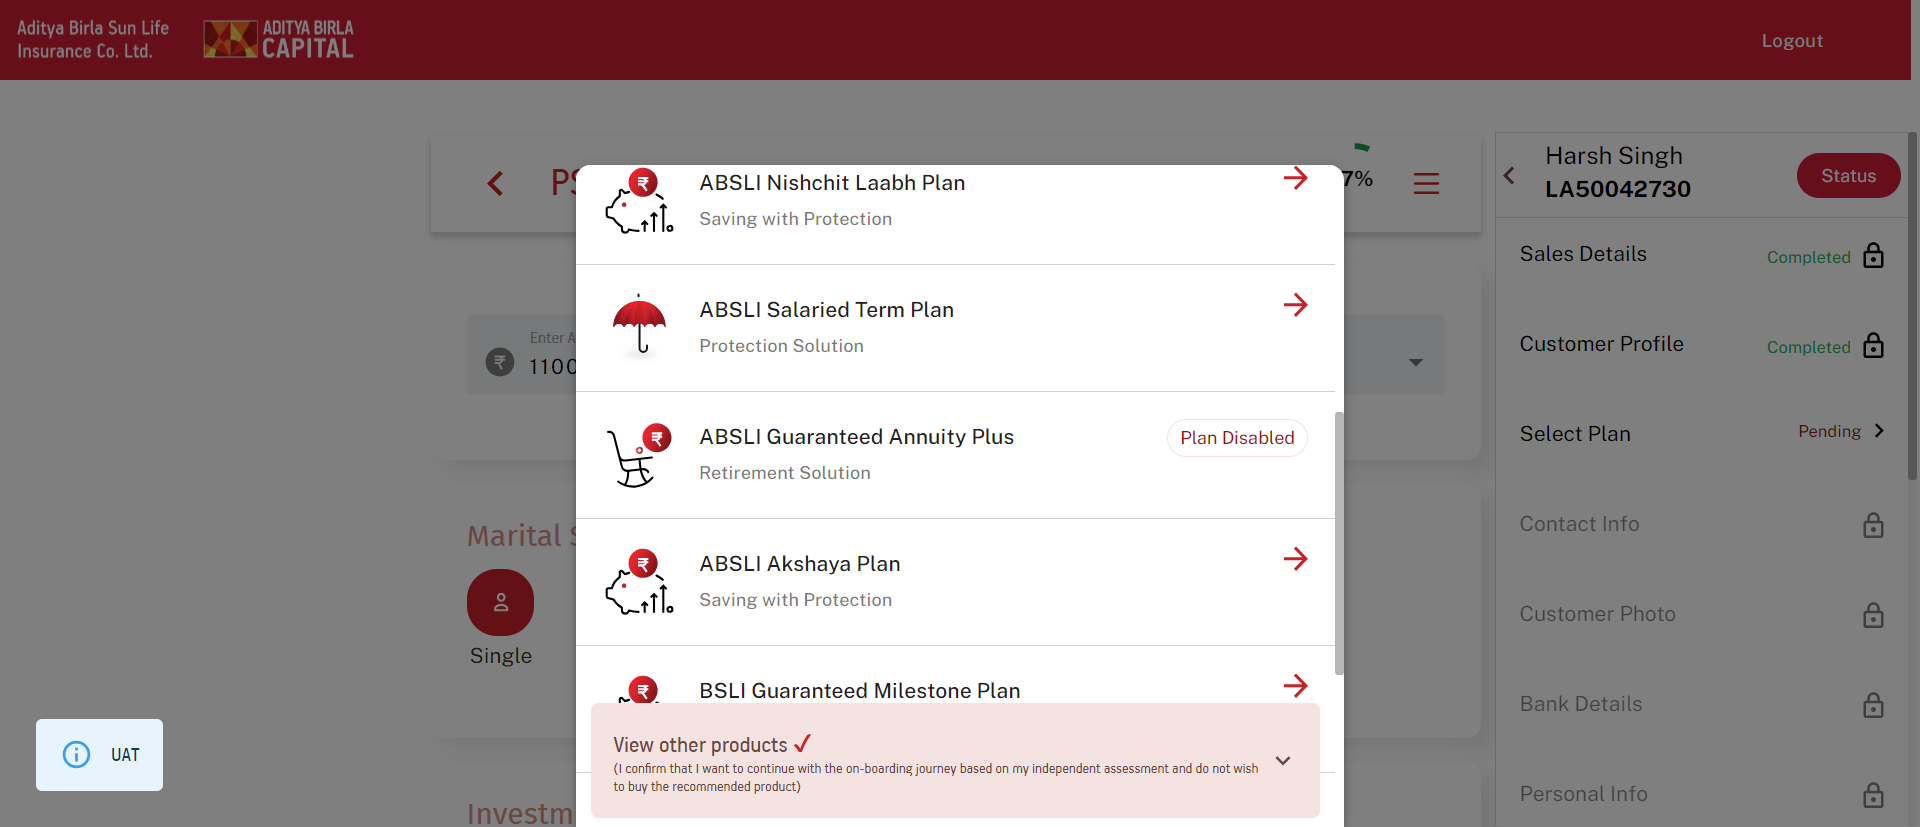 Aditya Birla Sun Life
Insurance Co. Ltd.
ADITYA BIRLA
CAPITAL
Logout
PS
7%
Enter A
1100
Marital S
Single
Investm
UAT
ABSLI Nishchit Laabh Plan
Saving with Protection
ABSLI Salaried Term Plan
Protection Solution
ABSLI Guaranteed Annuity Plus
Plan Disabled
Retirement Solution
ABSLI Akshaya Plan
Saving with Protection
BSLI Guaranteed Milestone Plan
View other products ✓
(I confirm that I want to continue with the on-boarding journey based on my independent assessment and do not wish
to buy the recommended product)
Harsh Singh
LA50042730
Status
Sales Details
Completed
Customer Profile
Completed
Select Plan
Pending
Contact Info
Customer Photo
Bank Details
Personal Info